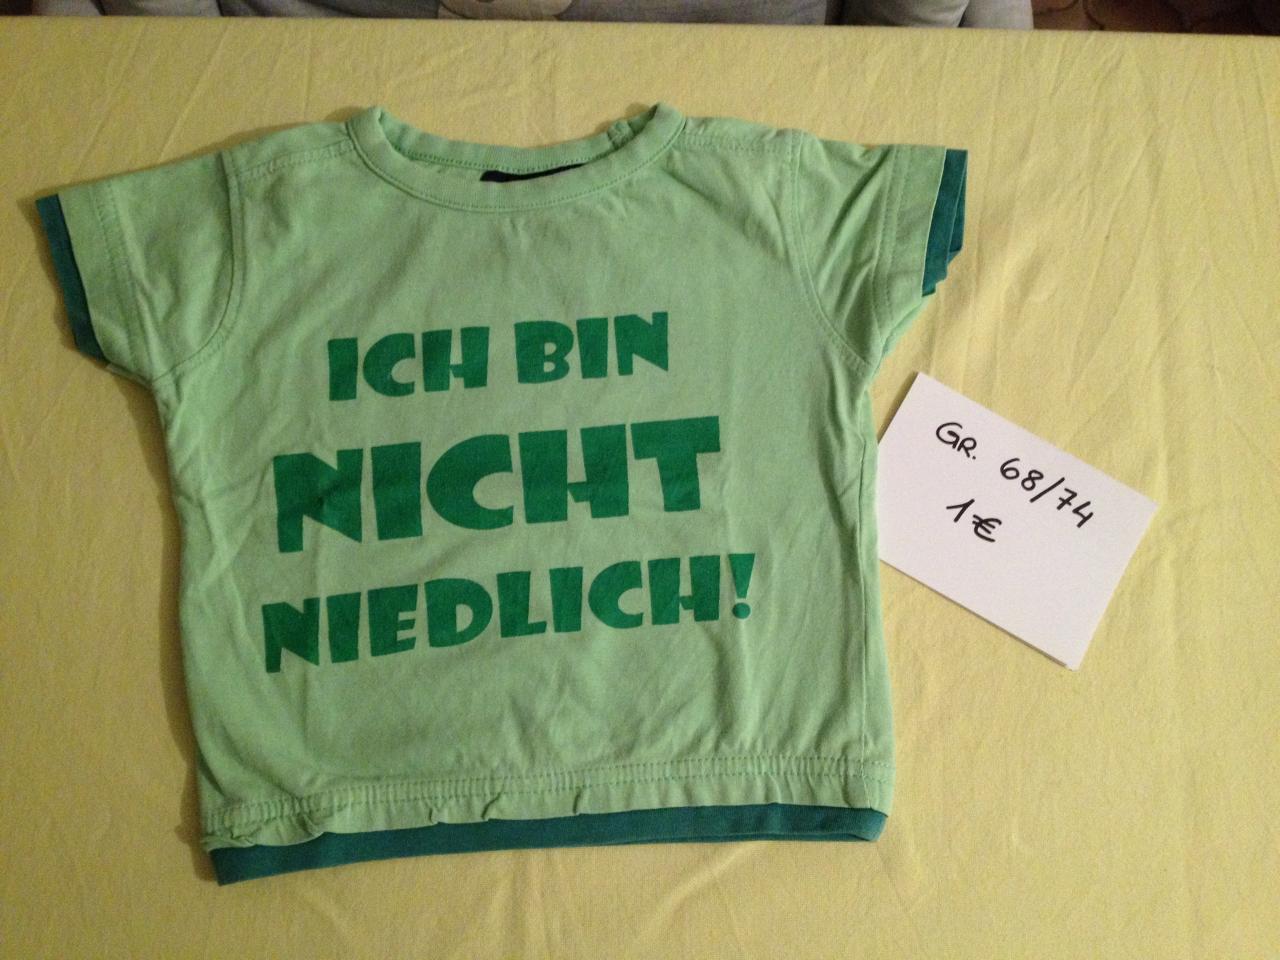 ICH BIN
NICHT
NIEDLICH!
GR. 68/74
1€